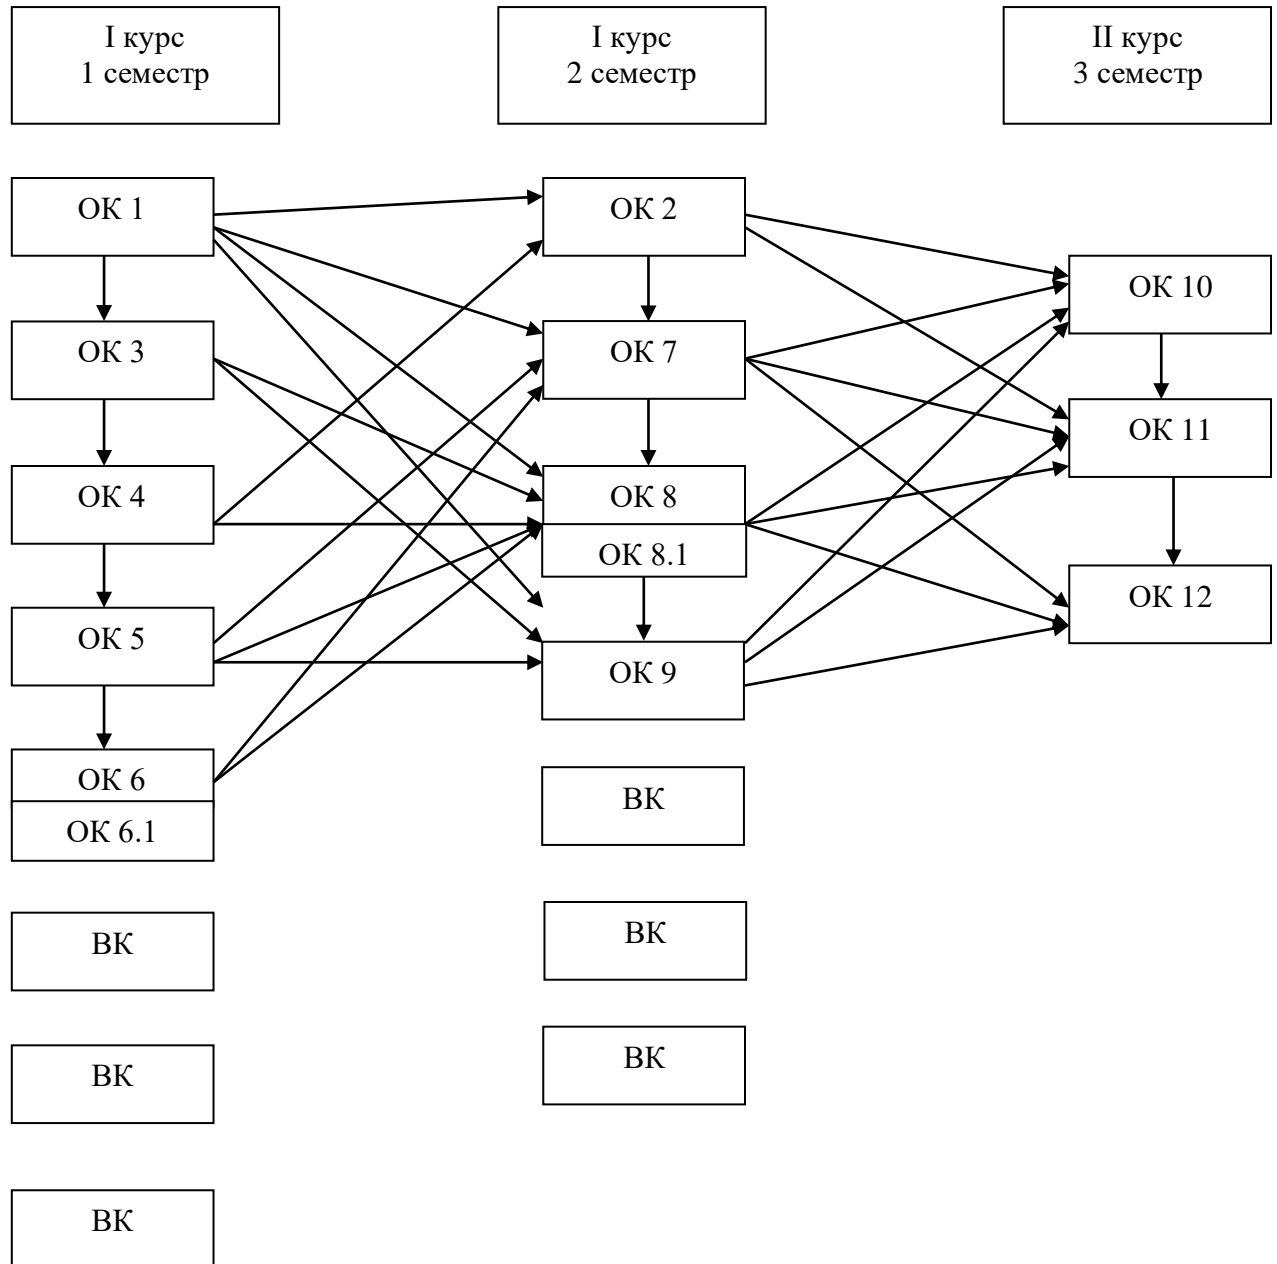 І курс
1 семестр
І курс
2 семестр
ІІ курс
3 семестр
ОК 1
ОК 3
ОК 4
ОК 5
ОК 6
ОК 6.1
ВК
ВК
ВК
ОК 2
ОК 7
ОК 8
ОК 8.1
ОК 9
ВК
ВК
ВК
ОК 10
ОК 11
ОК 12